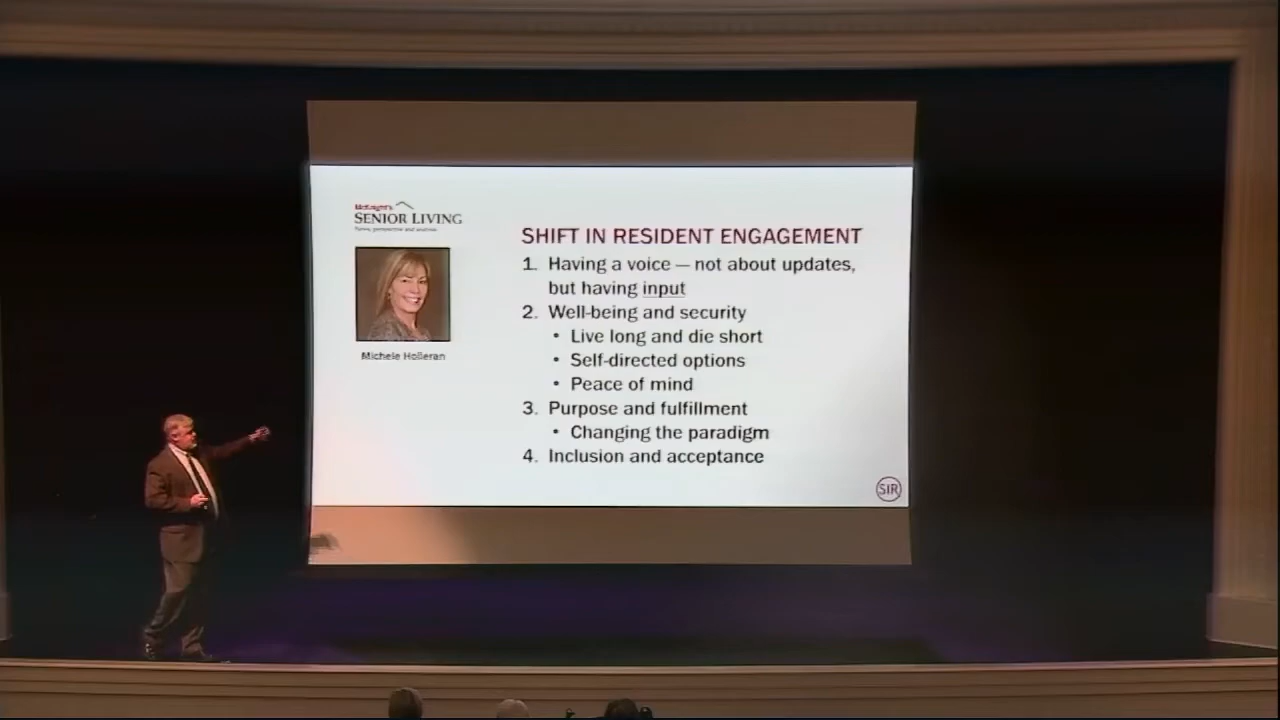 McKnight's
SENIOR LIVING
SHIFT IN RESIDENT ENGAGEMENT
1. Having a voice — not about updates,
but having input
2. Well-being and security
• Live long and die short
• Self-directed options
• Peace of mind
3. Purpose and fulfillment
• Changing the paradigm
4. Inclusion and acceptance
Michele Holleran
SIR